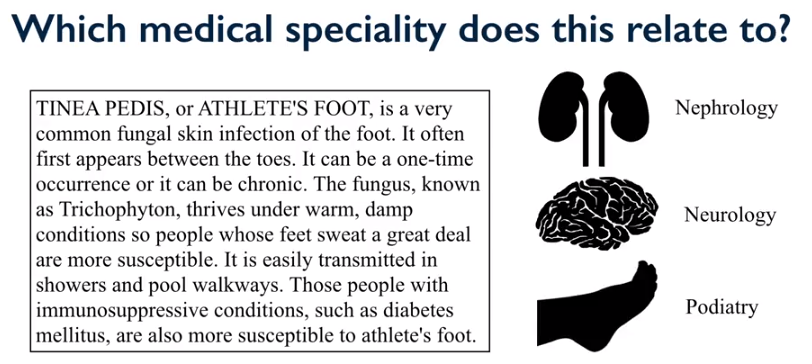 Which medical speciality does this relate to?
TINEA PEDIS, or ATHLETE'S FOOT, is a very
common fungal skin infection of the foot. It often
first appears between the toes. It can be a one-time
occurrence or it can be chronic. The fungus, known
as Trichophyton, thrives under warm, damp
conditions so people whose feet sweat a great deal
are more susceptible. It is easily transmitted in
showers and pool walkways. Those people with
immunosuppressive conditions, such as diabetes
mellitus, are also more susceptible to athlete's foot.
Nephrology
Neurology
Podiatry